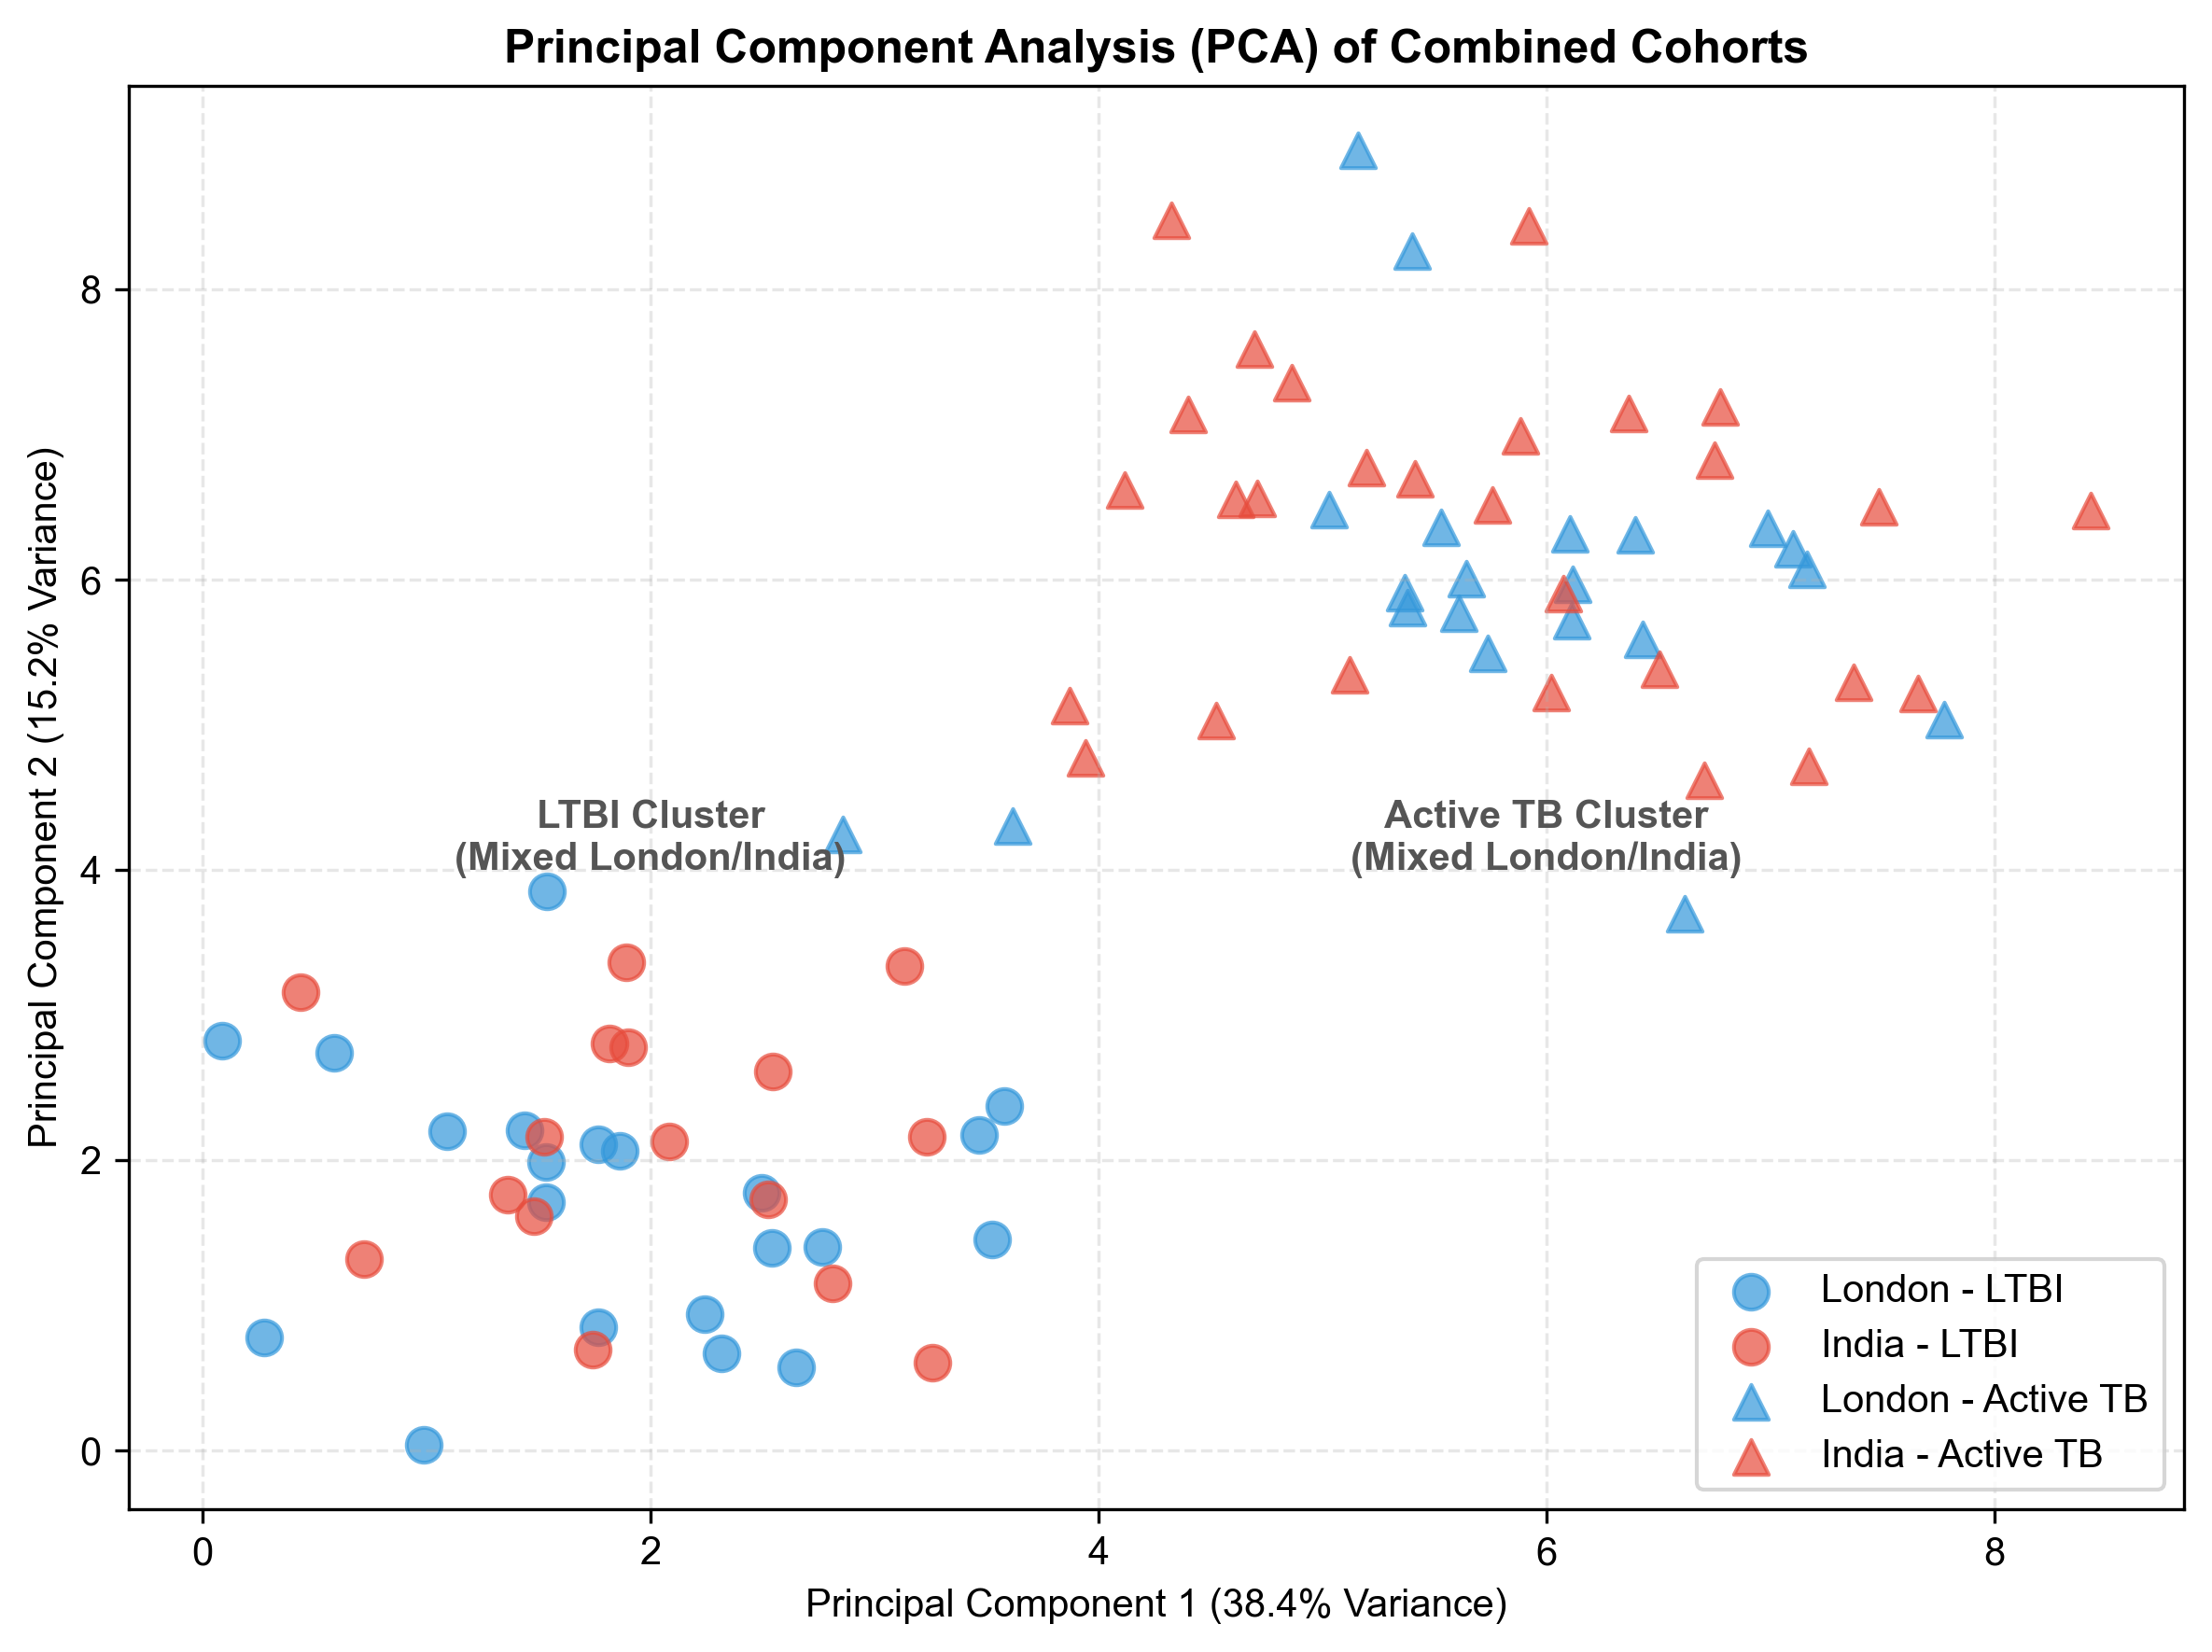 Principal Component Analysis (PCA) of Combined Cohorts
Principal Component 2 (15.2% Variance)
8
6
4
2
0
LTBI Cluster
(Mixed London/India)
Active TB Cluster
(Mixed London/India)
London - LTBI
India - LTBI
London - Active TB
India - Active TB
0
2
4
6
8
Principal Component 1 (38.4% Variance)